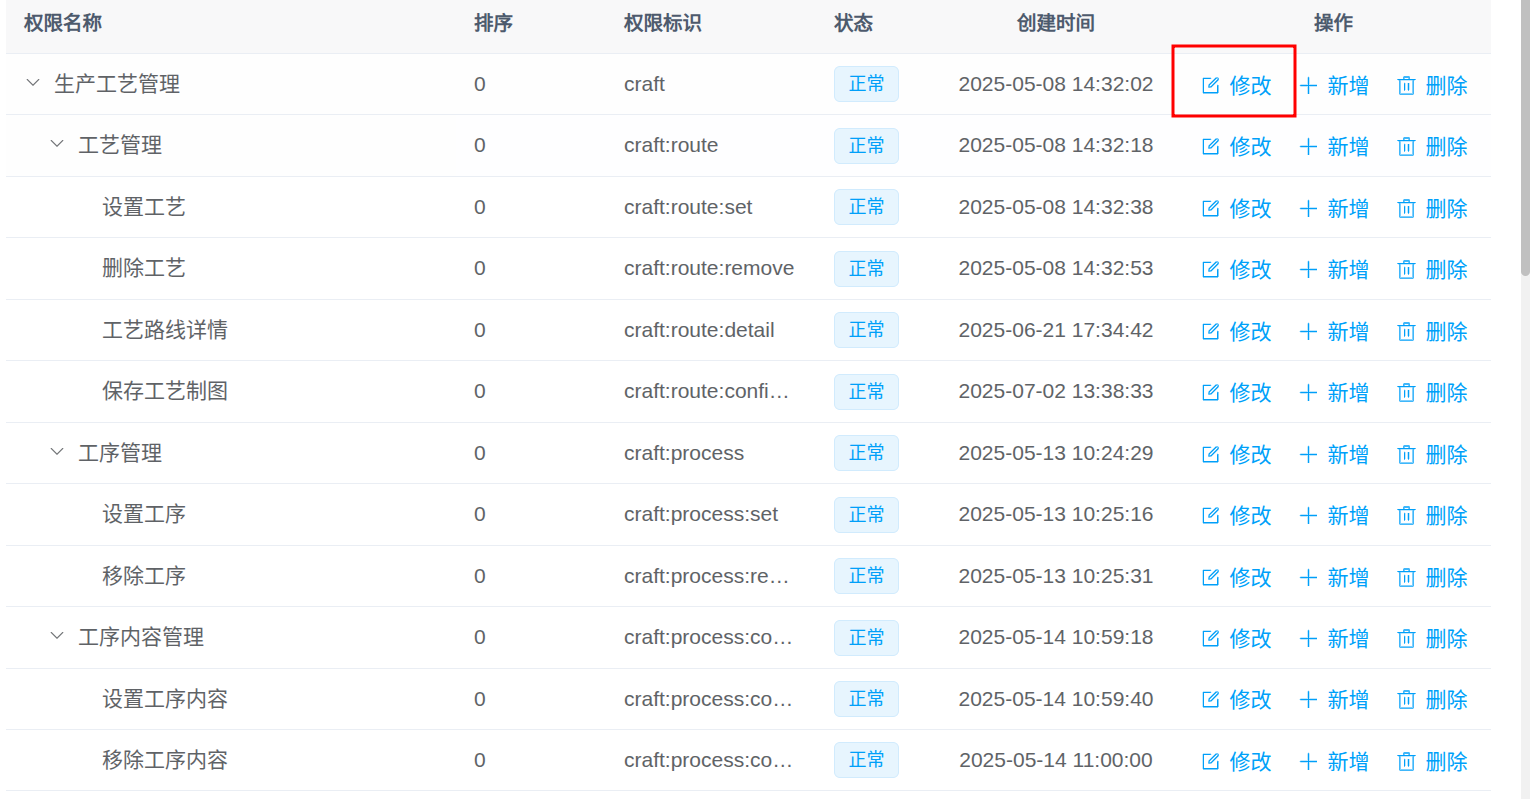 权限名称 排序 权限标识 状态 创建时间 操作
生产工艺管理 0 craft 正常 2025-05-08 14:32:02 修改 新增 删除
工艺管理 0 craft:route 正常 2025-05-08 14:32:18 修改 新增 删除
设置工艺 0 craft:route:set 正常 2025-05-08 14:32:38 修改 新增 删除
删除工艺 0 craft:route:remove 正常 2025-05-08 14:32:53 修改 新增 删除
工艺路线详情 0 craft:route:detail 正常 2025-06-21 17:34:42 修改 新增 删除
保存工艺制图 0 craft:route:confi… 正常 2025-07-02 13:38:33 修改 新增 删除
工序管理 0 craft:process 正常 2025-05-13 10:24:29 修改 新增 删除
设置工序 0 craft:process:set 正常 2025-05-13 10:25:16 修改 新增 删除
移除工序 0 craft:process:re… 正常 2025-05-13 10:25:31 修改 新增 删除
工序内容管理 0 craft:process:co… 正常 2025-05-14 10:59:18 修改 新增 删除
设置工序内容 0 craft:process:co… 正常 2025-05-14 10:59:40 修改 新增 删除
移除工序内容 0 craft:process:co… 正常 2025-05-14 11:00:00 修改 新增 删除